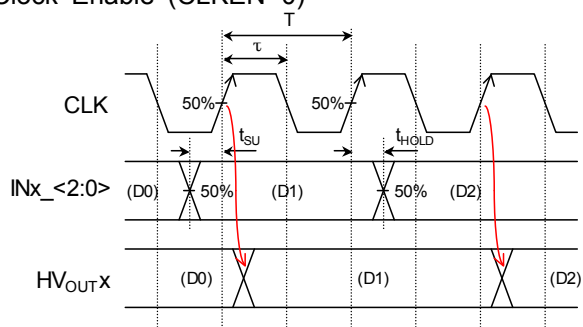 Clock Enable (CLKEN=0)
T
τ
CLK 50% 50%
tSU tHOLD
INx_<2:0> (D0) 50% (D1) 50% (D2)
HVOUTx (D0) (D1) (D2)